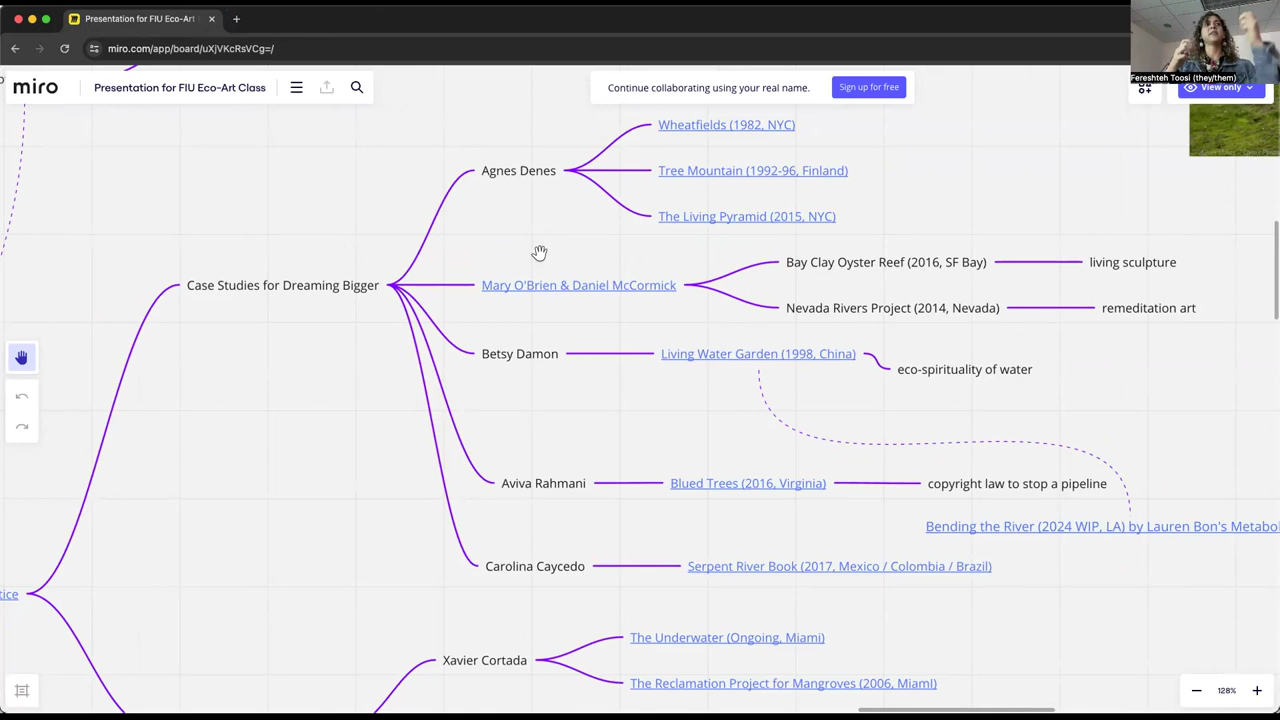 Presentation for FIU Eco-Art
miro.com/app/board/uXjVKcRsVCg=/
Fereshteh Toosi (they/them)
miro
Presentation for FIU Eco-Art Class
Continue collaborating using your real name.
Sign up for free
View only
Wheatfields (1982, NYC)
Agnes Denes
Tree Mountain (1992-96, Finland)
The Living Pyramid (2015, NYC)
Bay Clay Oyster Reef (2016, SF Bay)
living sculpture
Case Studies for Dreaming Bigger
Mary O'Brien & Daniel McCormick
Nevada Rivers Project (2014, Nevada)
remeditation art
Betsy Damon
Living Water Garden (1998, China)
eco-spirituality of water
Aviva Rahmani
Blued Trees (2016, Virginia)
copyright law to stop a pipeline
Bending the River (2024 WIP, LA) by Lauren Bon's Metabol
Carolina Caycedo
Serpent River Book (2017, Mexico / Colombia / Brazil)
tice
The Underwater (Ongoing, Miami)
Xavier Cortada
The Reclamation Project for Mangroves (2006, MiamI)
128%